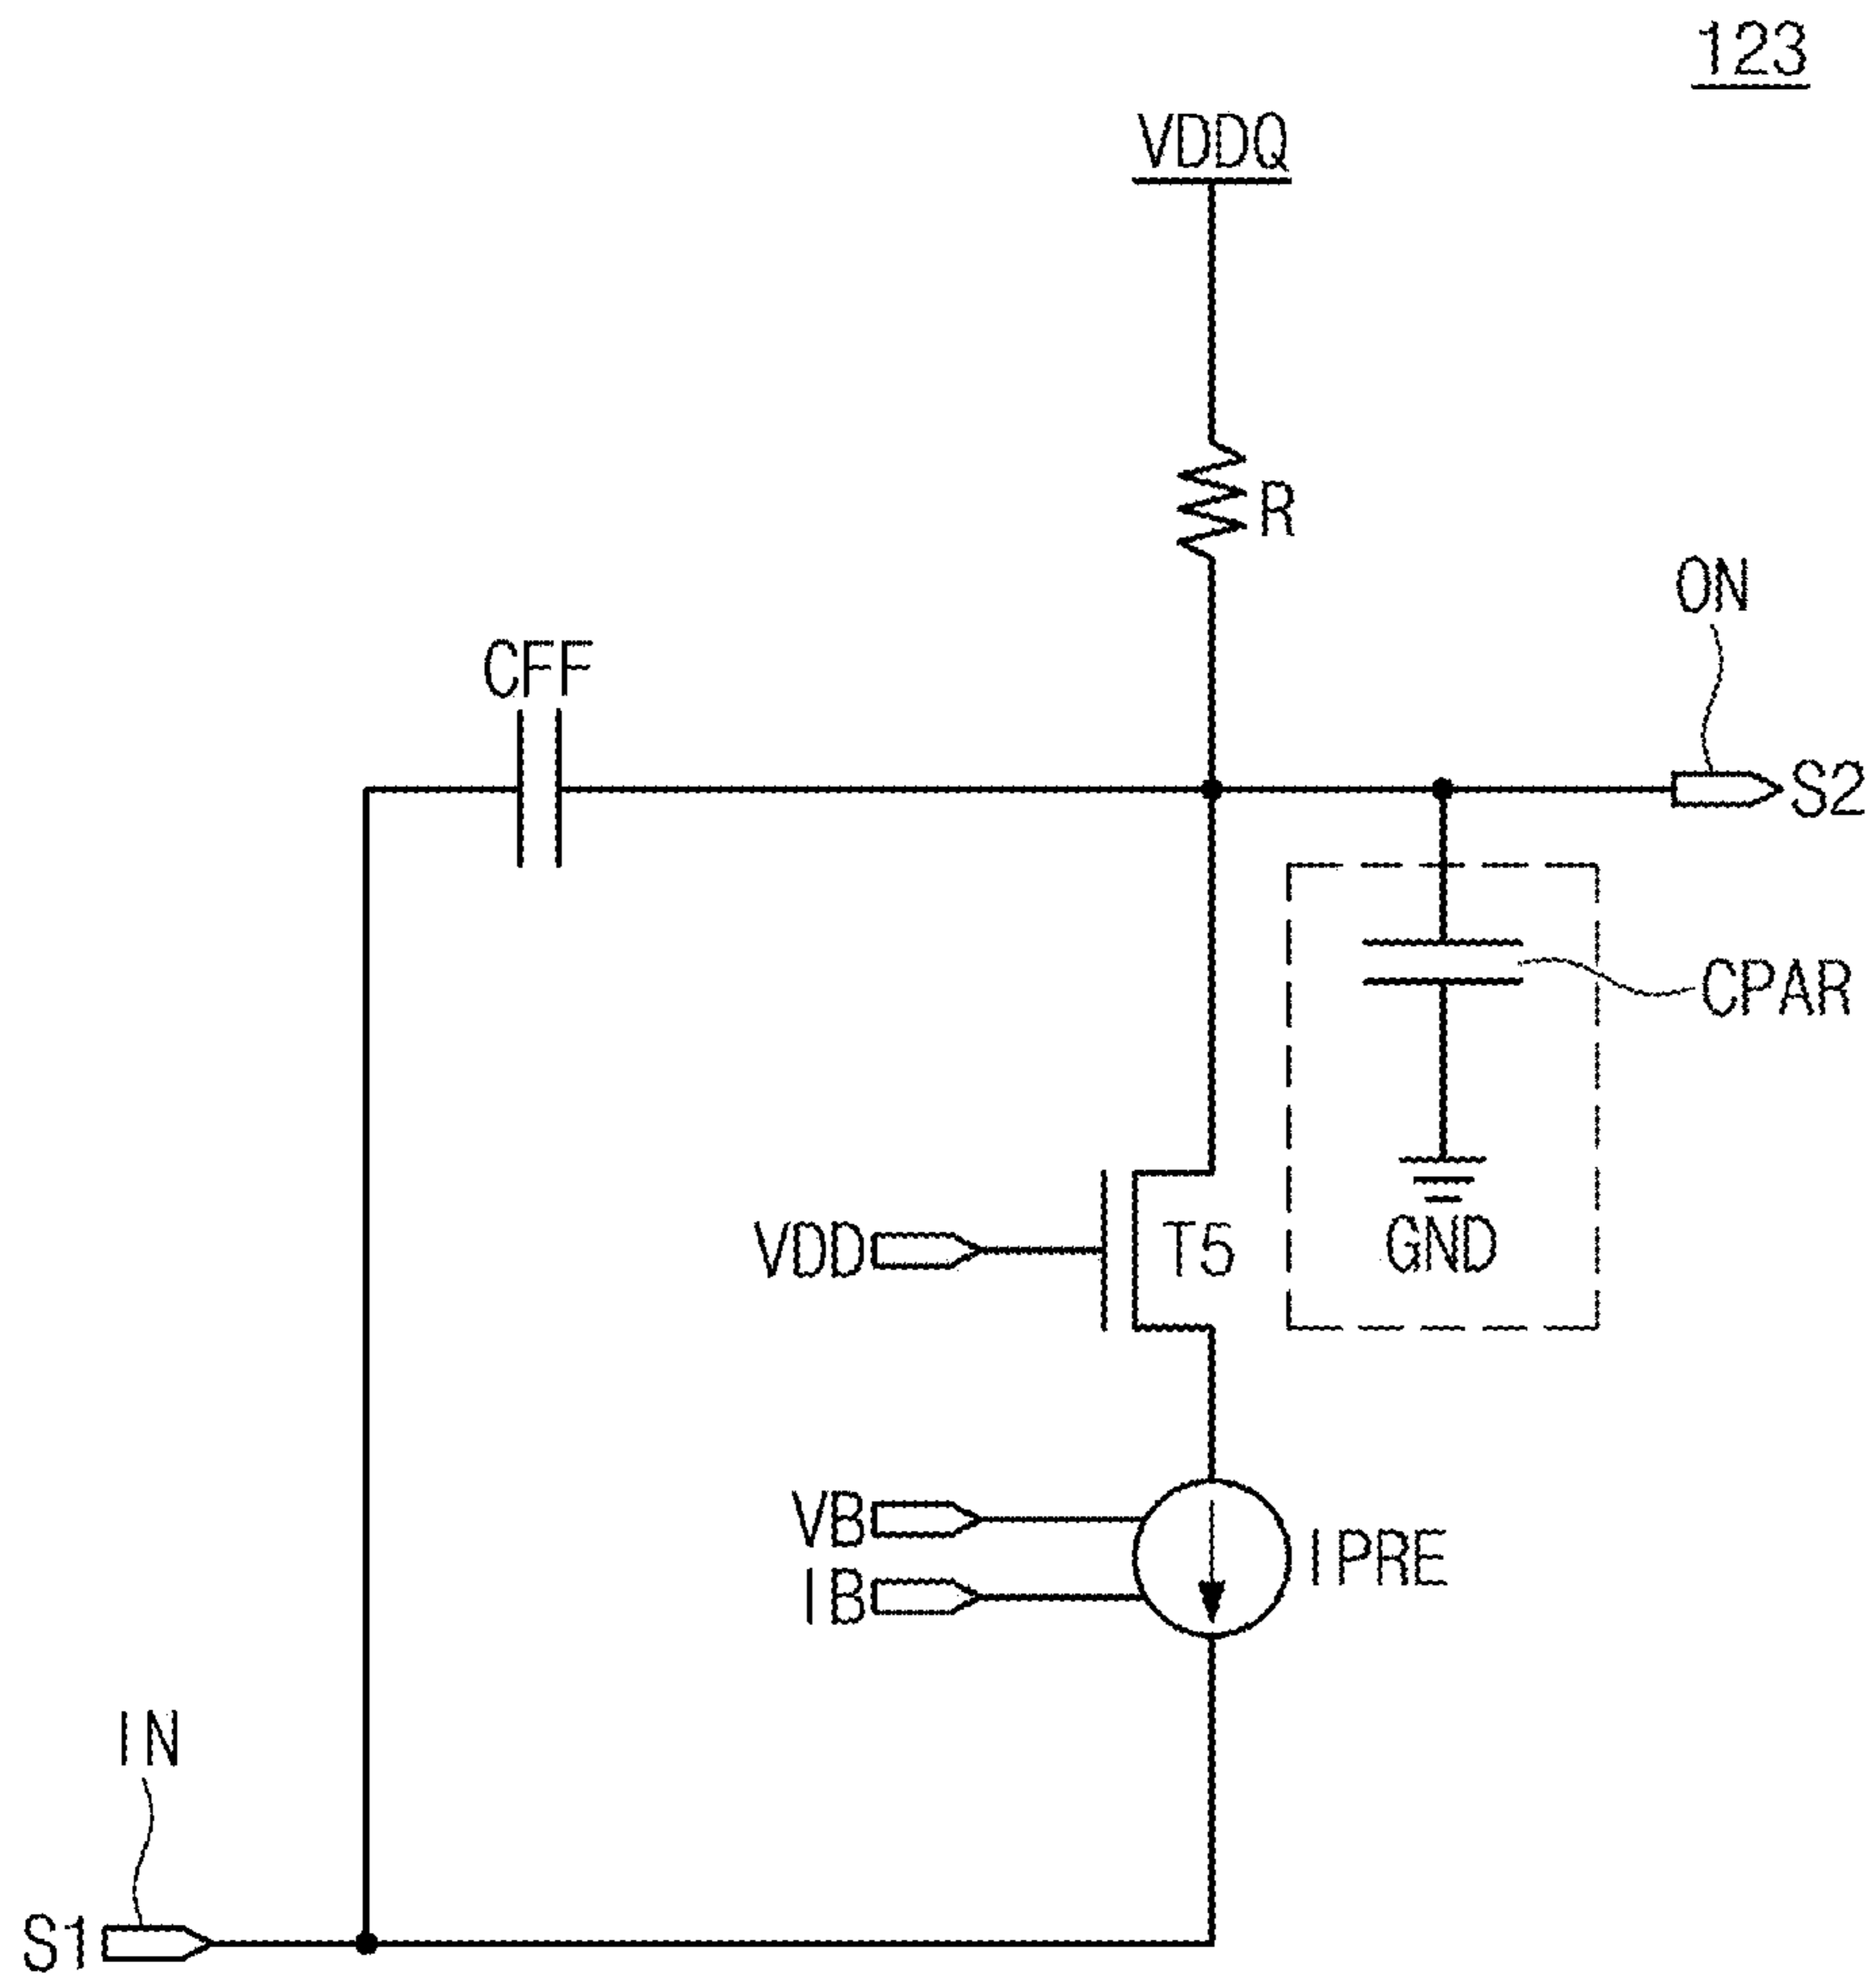 123
VDDQ
R
ON
CFF
S2
CPAR
VDD
T5
GND
VB
IPRE
IB
IN
S1